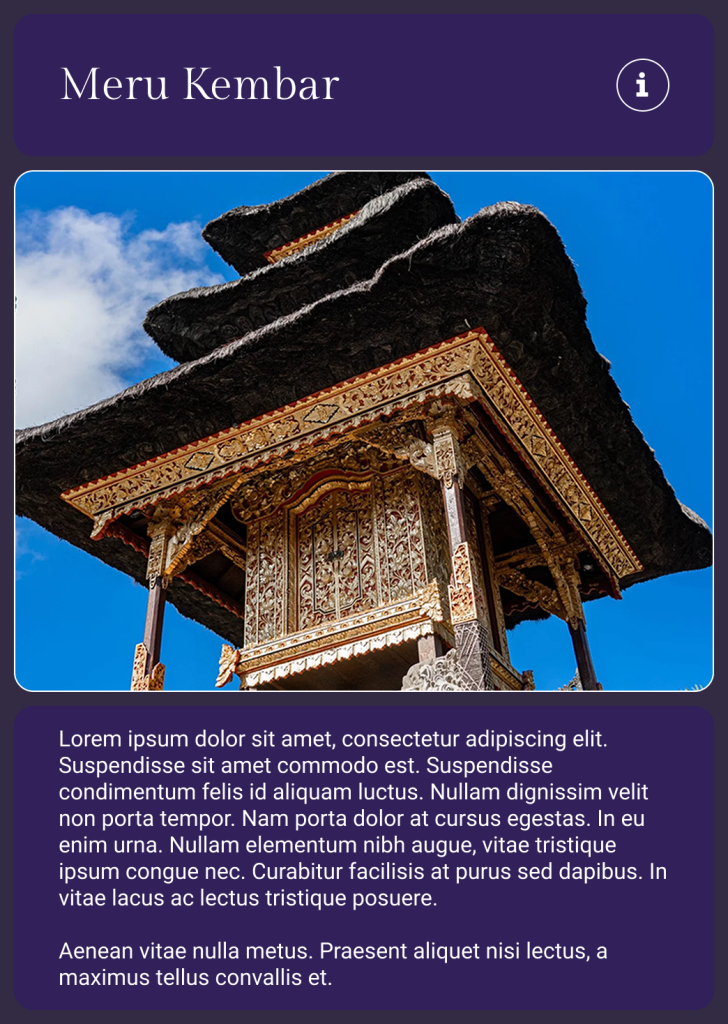 Meru Kembar
i
Lorem ipsum dolor sit amet, consectetur adipiscing elit.
Suspendisse sit amet commodo est. Suspendisse
condimentum felis id aliquam luctus. Nullam dignissim velit
non porta tempor. Nam porta dolor at cursus egestas. In eu
enim urna. Nullam elementum nibh augue, vitae tristique
ipsum congue nec. Curabitur facilisis at purus sed dapibus. In
vitae lacus ac lectus tristique posuere.
Aenean vitae nulla metus. Praesent aliquet nisi lectus, a
maximus tellus convallis et.